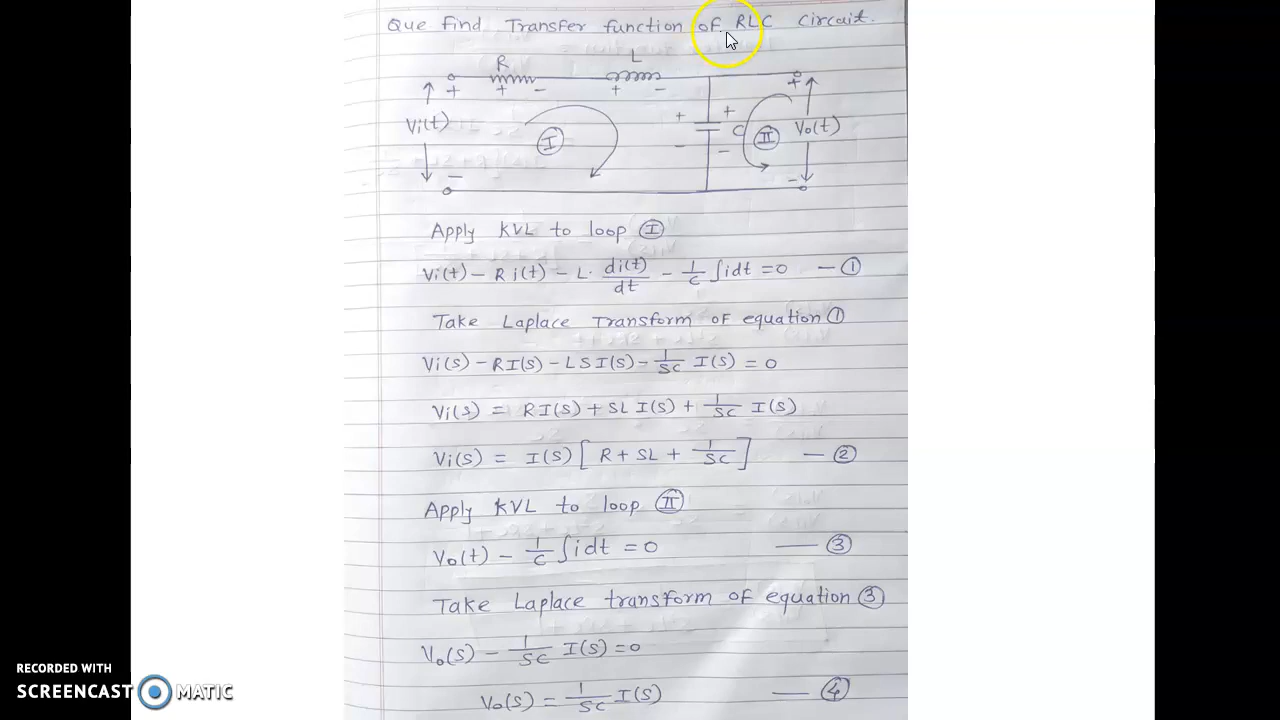 Que find Transfer function of RLC circuit.
R L
+ + - + - +
Vi(t) I + - + - C II Vo(t)
- -
Apply KVL to loop I
Vi(t) - R i(t) - L. di(t)/dt - 1/C ∫idt = 0 — 1
Take Laplace Transform of equation 1
Vi(s) - R I(s) - L S I(s) - 1/SC I(s) = 0
Vi(s) = R I(s) + SL I(s) + 1/SC I(s)
Vi(s) = I(s) [ R + SL + 1/SC ] — 2
Apply KVL to loop II
Vo(t) - 1/C ∫idt = 0 — 3
Take Laplace transform of equation 3
Vo(s) - 1/SC I(s) = 0
Vo(s) = 1/SC I(s) — 4
RECORDED WITH
SCREENCAST MATIC